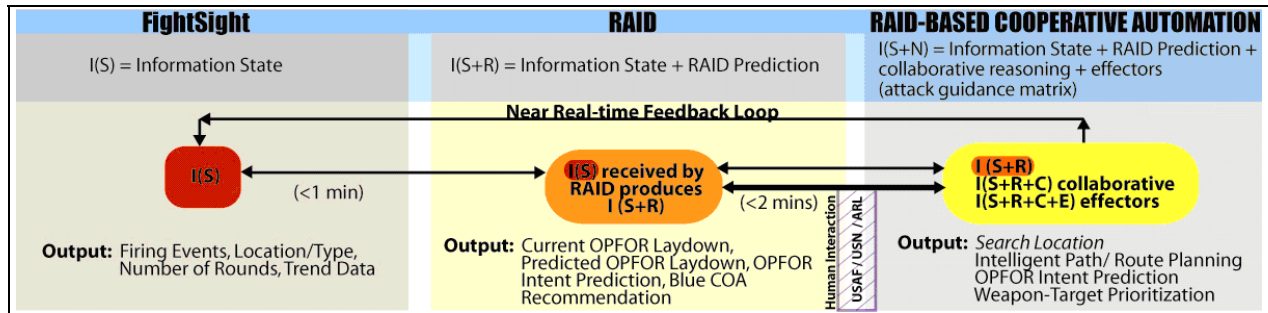 FightSight
I(S) = Information State
RAID
I(S+R) = Information State + RAID Prediction
RAID-BASED COOPERATIVE AUTOMATION
I(S+N) = Information State + RAID Prediction +
collaborative reasoning + effectors
(attack guidance matrix)
Near Real-time Feedback Loop
I(S)
(<1 min)
I(S) received by
RAID produces
I (S+R)
(<2 mins)
I (S+R)
I(S+R+C) collaborative
I(S+R+C+E) effectors
Output: Firing Events, Location/Type,
Number of Rounds, Trend Data
Output: Current OPFOR Laydown,
Predicted OPFOR Laydown, OPFOR
Intent Prediction, Blue COA
Recommendation
Human Interaction
USAF / USN / ARL
Output: Search Location
Intelligent Path/ Route Planning
OPFOR Intent Prediction
Weapon-Target Prioritization